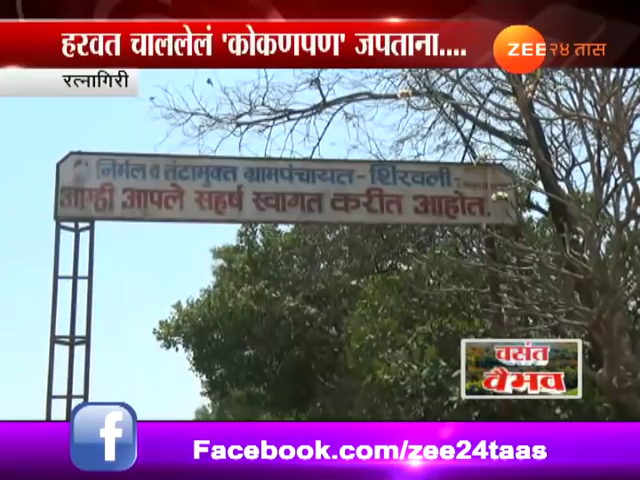 हरवत चाललेलं 'कोकणपण' जपताना....
ZEE २४ तास
रत्नागिरी
निर्मल व तंटामुक्त ग्रामपंचायत - शिरवली -
आम्ही आपले सहर्ष स्वागत करीत आहोत.
वसंत
वैभव
f
Facebook.com/zee24taas